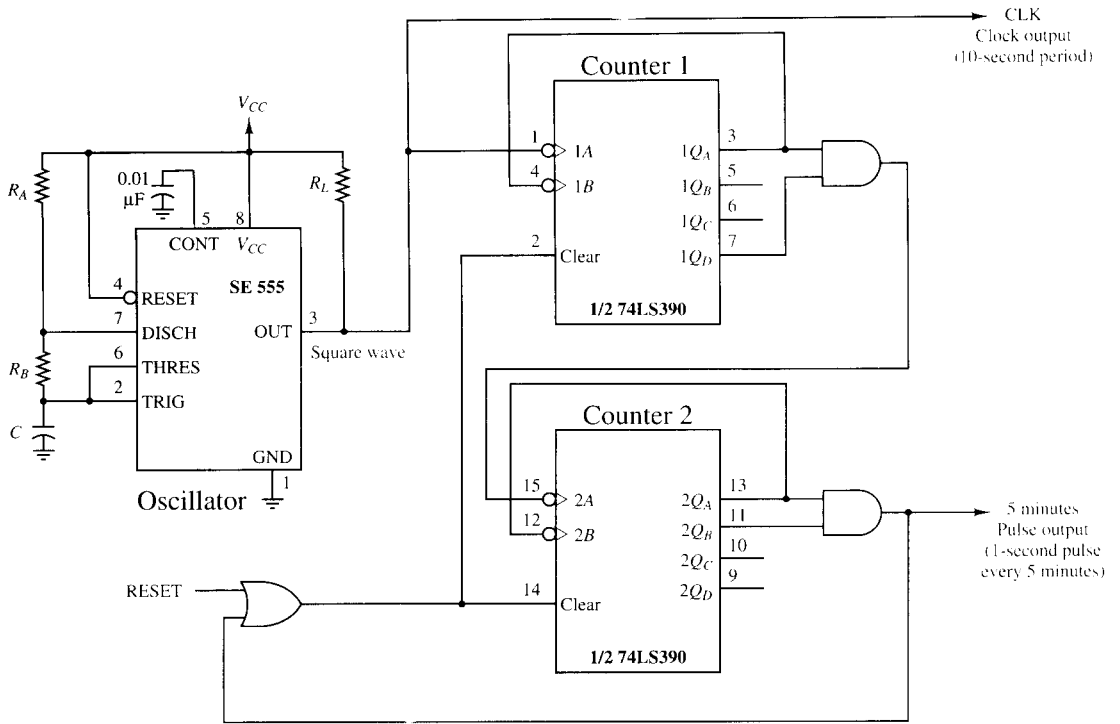 CLK
Clock output
(10-second period)
Counter 1
V_CC
1
1A
1Q_A
3
4
1B
1Q_B
5
1Q_C
6
2
Clear
1Q_D
7
1/2 74LS390
R_A
0.01
µF
R_L
5
8
CONT
V_CC
SE 555
4
RESET
7
DISCH
OUT
3
Square wave
R_B
6
THRES
2
TRIG
C
GND
1
Oscillator
Counter 2
15
2A
2Q_A
13
12
2B
2Q_B
11
2Q_C
10
2Q_D
9
14
Clear
1/2 74LS390
5 minutes
Pulse output
(1-second pulse
every 5 minutes)
RESET